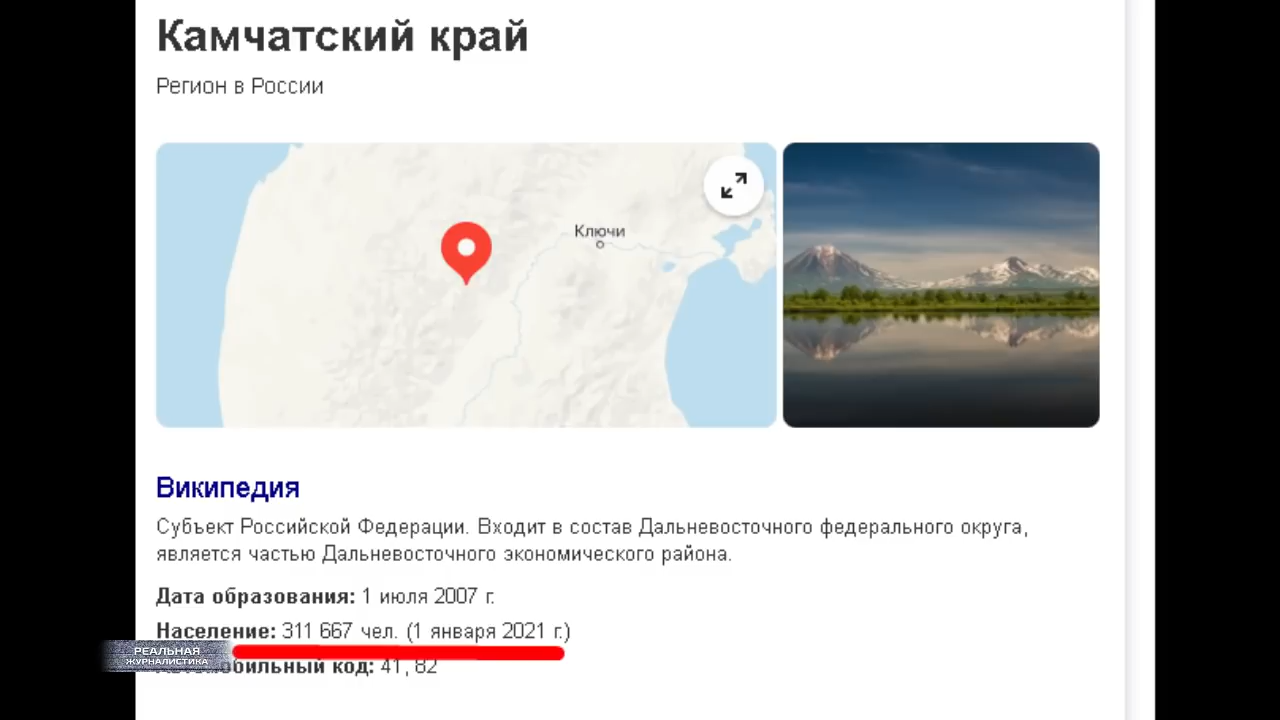 Камчатский край
Регион в России
Ключи
Википедия
Субъект Российской Федерации. Входит в состав Дальневосточного федерального округа,
является частью Дальневосточного экономического района.
Дата образования: 1 июля 2007 г.
Население: 311 667 чел. (1 января 2021 г.)
РЕАЛЬНАЯ
ЖУРНАЛИСТИКА
Автомобильный код: 41, 82